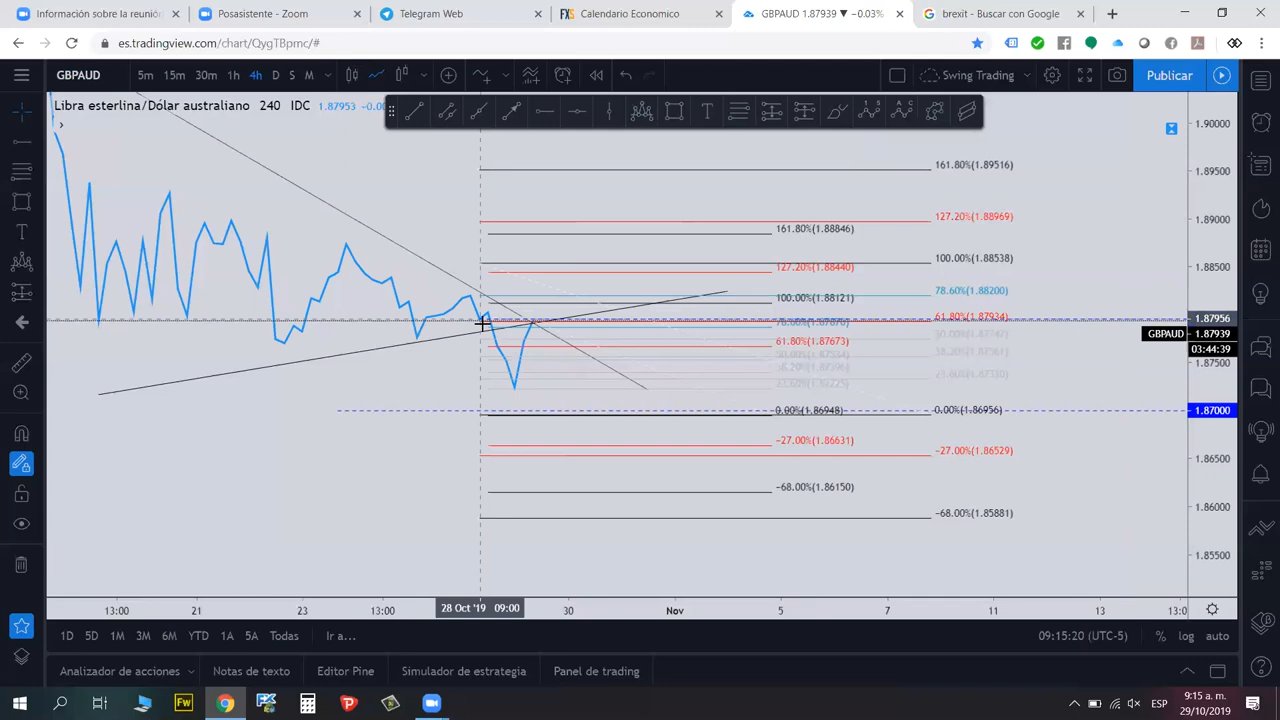 Información sobre la reunió
Posasistente - Zoom
Telegram Web
Calendario Economico
GBPAUD 1.87939 ▼ −0.03%
brexit - Buscar con Google
es.tradingview.com/chart/QygTBpmc/#
GBPAUD
5m 15m 30m 1h 4h D S M
Swing Trading
Publicar
Libra esterlina/Dólar australiano 240 IDC 1.87953
1.90000
161.80%(1.89516)
1.89500
127.20%(1.88969)
1.89000
161.80%(1.88846)
100.00%(1.88538)
1.88500
127.20%(1.88440)
78.60%(1.88200)
100.00%(1.88121)
61.80%(1.87934)
1.87956
GBPAUD 1.87939
03:44:39
61.80%(1.87673)
1.87500
0.00%(1.86948)
0.00%(1.86956)
1.87000
-27.00%(1.86631)
-27.00%(1.86529)
1.86500
-68.00%(1.86150)
-68.00%(1.85881)
1.86000
1.85500
13:00 21 23 13:00 28 Oct '19 09:00 30 Nov 5 7 11 13 13:0
1D 5D 1M 3M 6M YTD 1A 5A Todas Ir a...
09:15:20 (UTC-5) % log auto
Analizador de acciones Notas de texto Editor Pine Simulador de estrategia Panel de trading
Fw
ESP
9:15 a. m.
29/10/2019